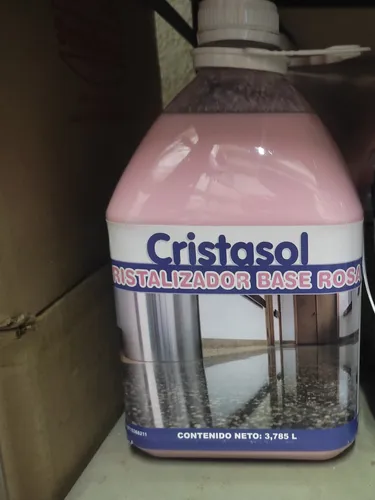 Cristasol
RISTALIZADOR BASE ROSA
CONTENIDO NETO: 3,785 L